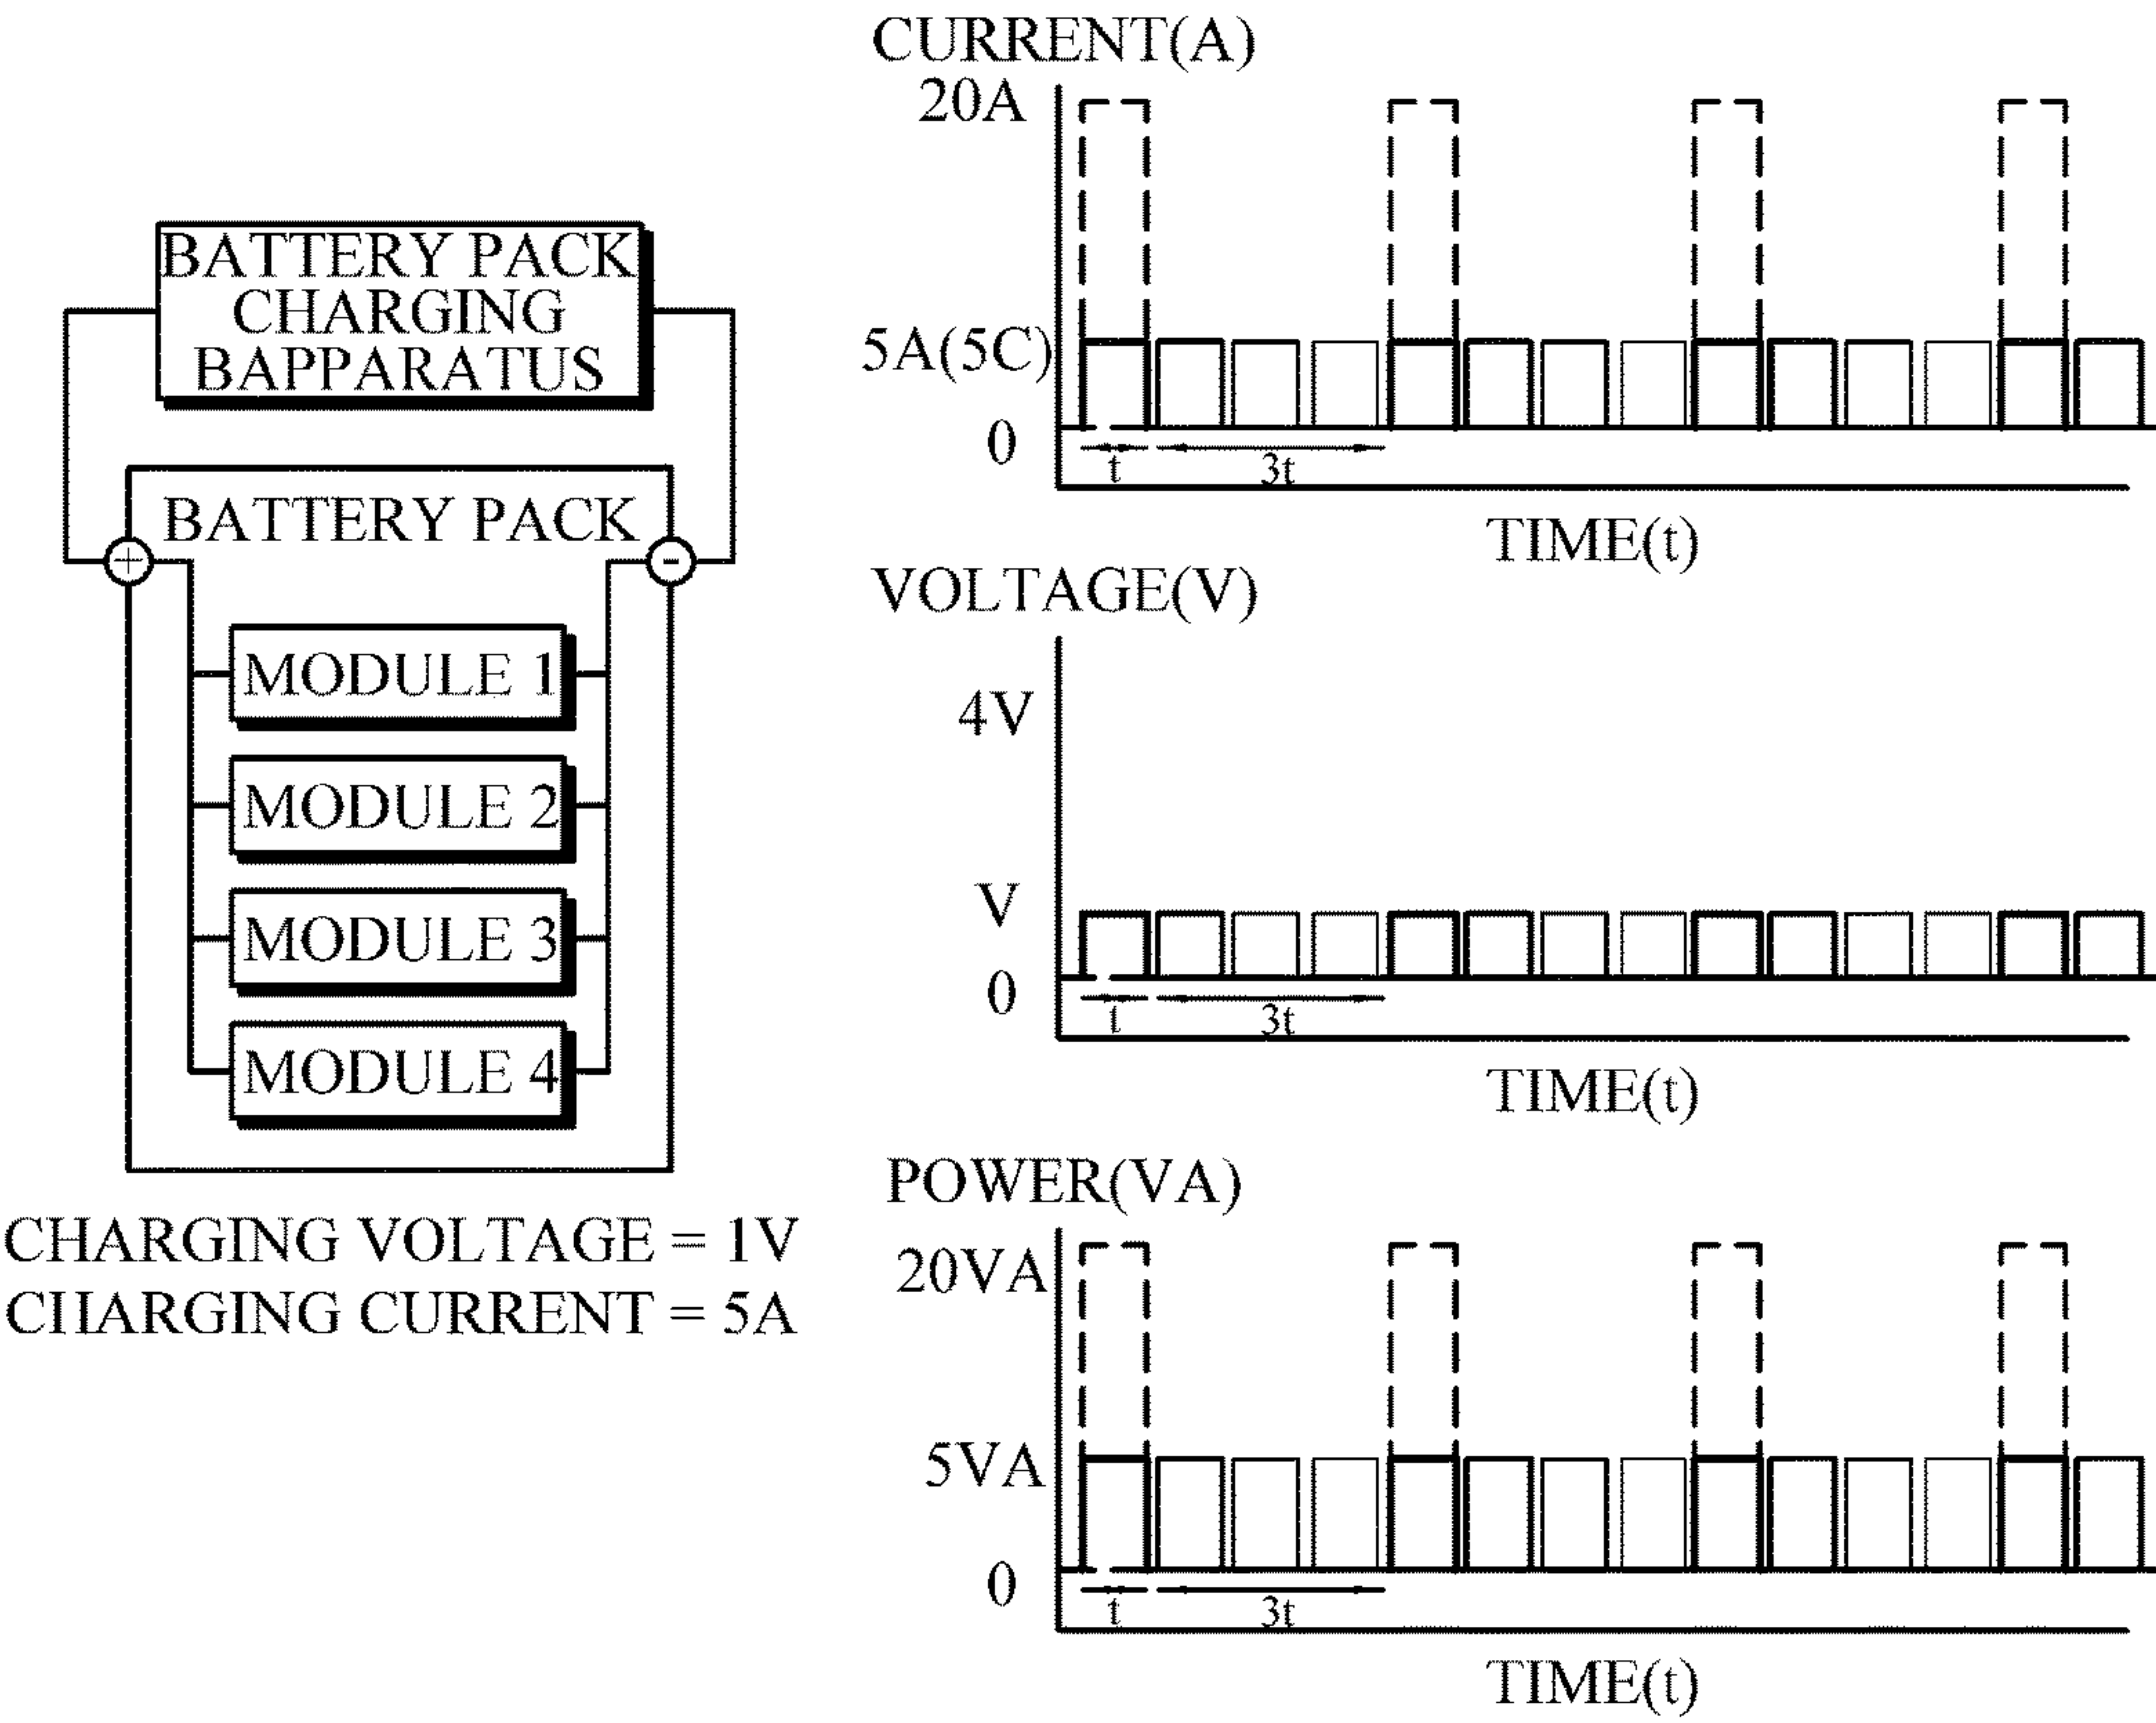 BATTERY PACK
CHARGING
BAPPARATUS
BATTERY PACK
+
-
MODULE 1
MODULE 2
MODULE 3
MODULE 4
CHARGING VOLTAGE = 1V
CHARGING CURRENT = 5A
CURRENT(A)
20A
5A(5C)
0
t
3t
TIME(t)
VOLTAGE(V)
4V
V
0
t
3t
TIME(t)
POWER(VA)
20VA
5VA
0
t
3t
TIME(t)